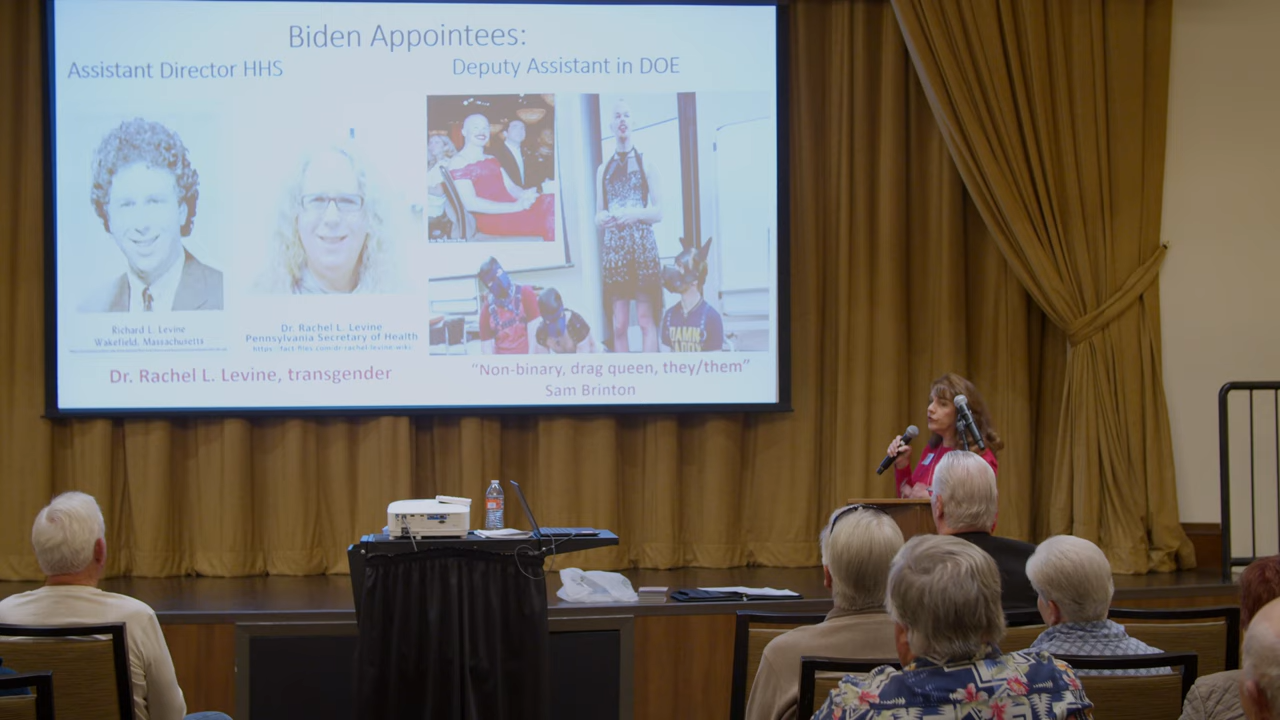 Biden Appointees:
Assistant Director HHS
Deputy Assistant in DOE
Richard L. Levine
Wakefield, Massachusetts
Dr. Rachel L. Levine
Pennsylvania Secretary of Health
Dr. Rachel L. Levine, transgender
DAMN
"Non-binary, drag queen, they/them"
Sam Brinton